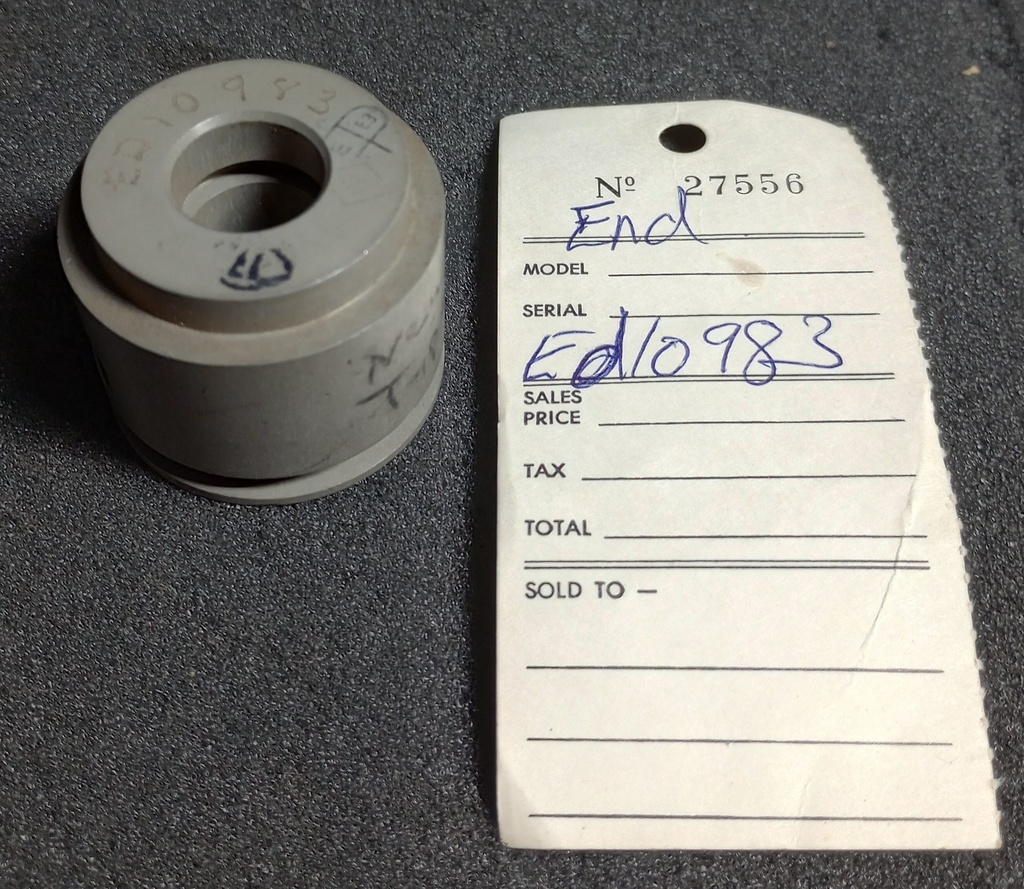 ED10983
Nº 27556
End
MODEL
SERIAL
Ed10983
SALES
PRICE
TAX
TOTAL
SOLD TO —